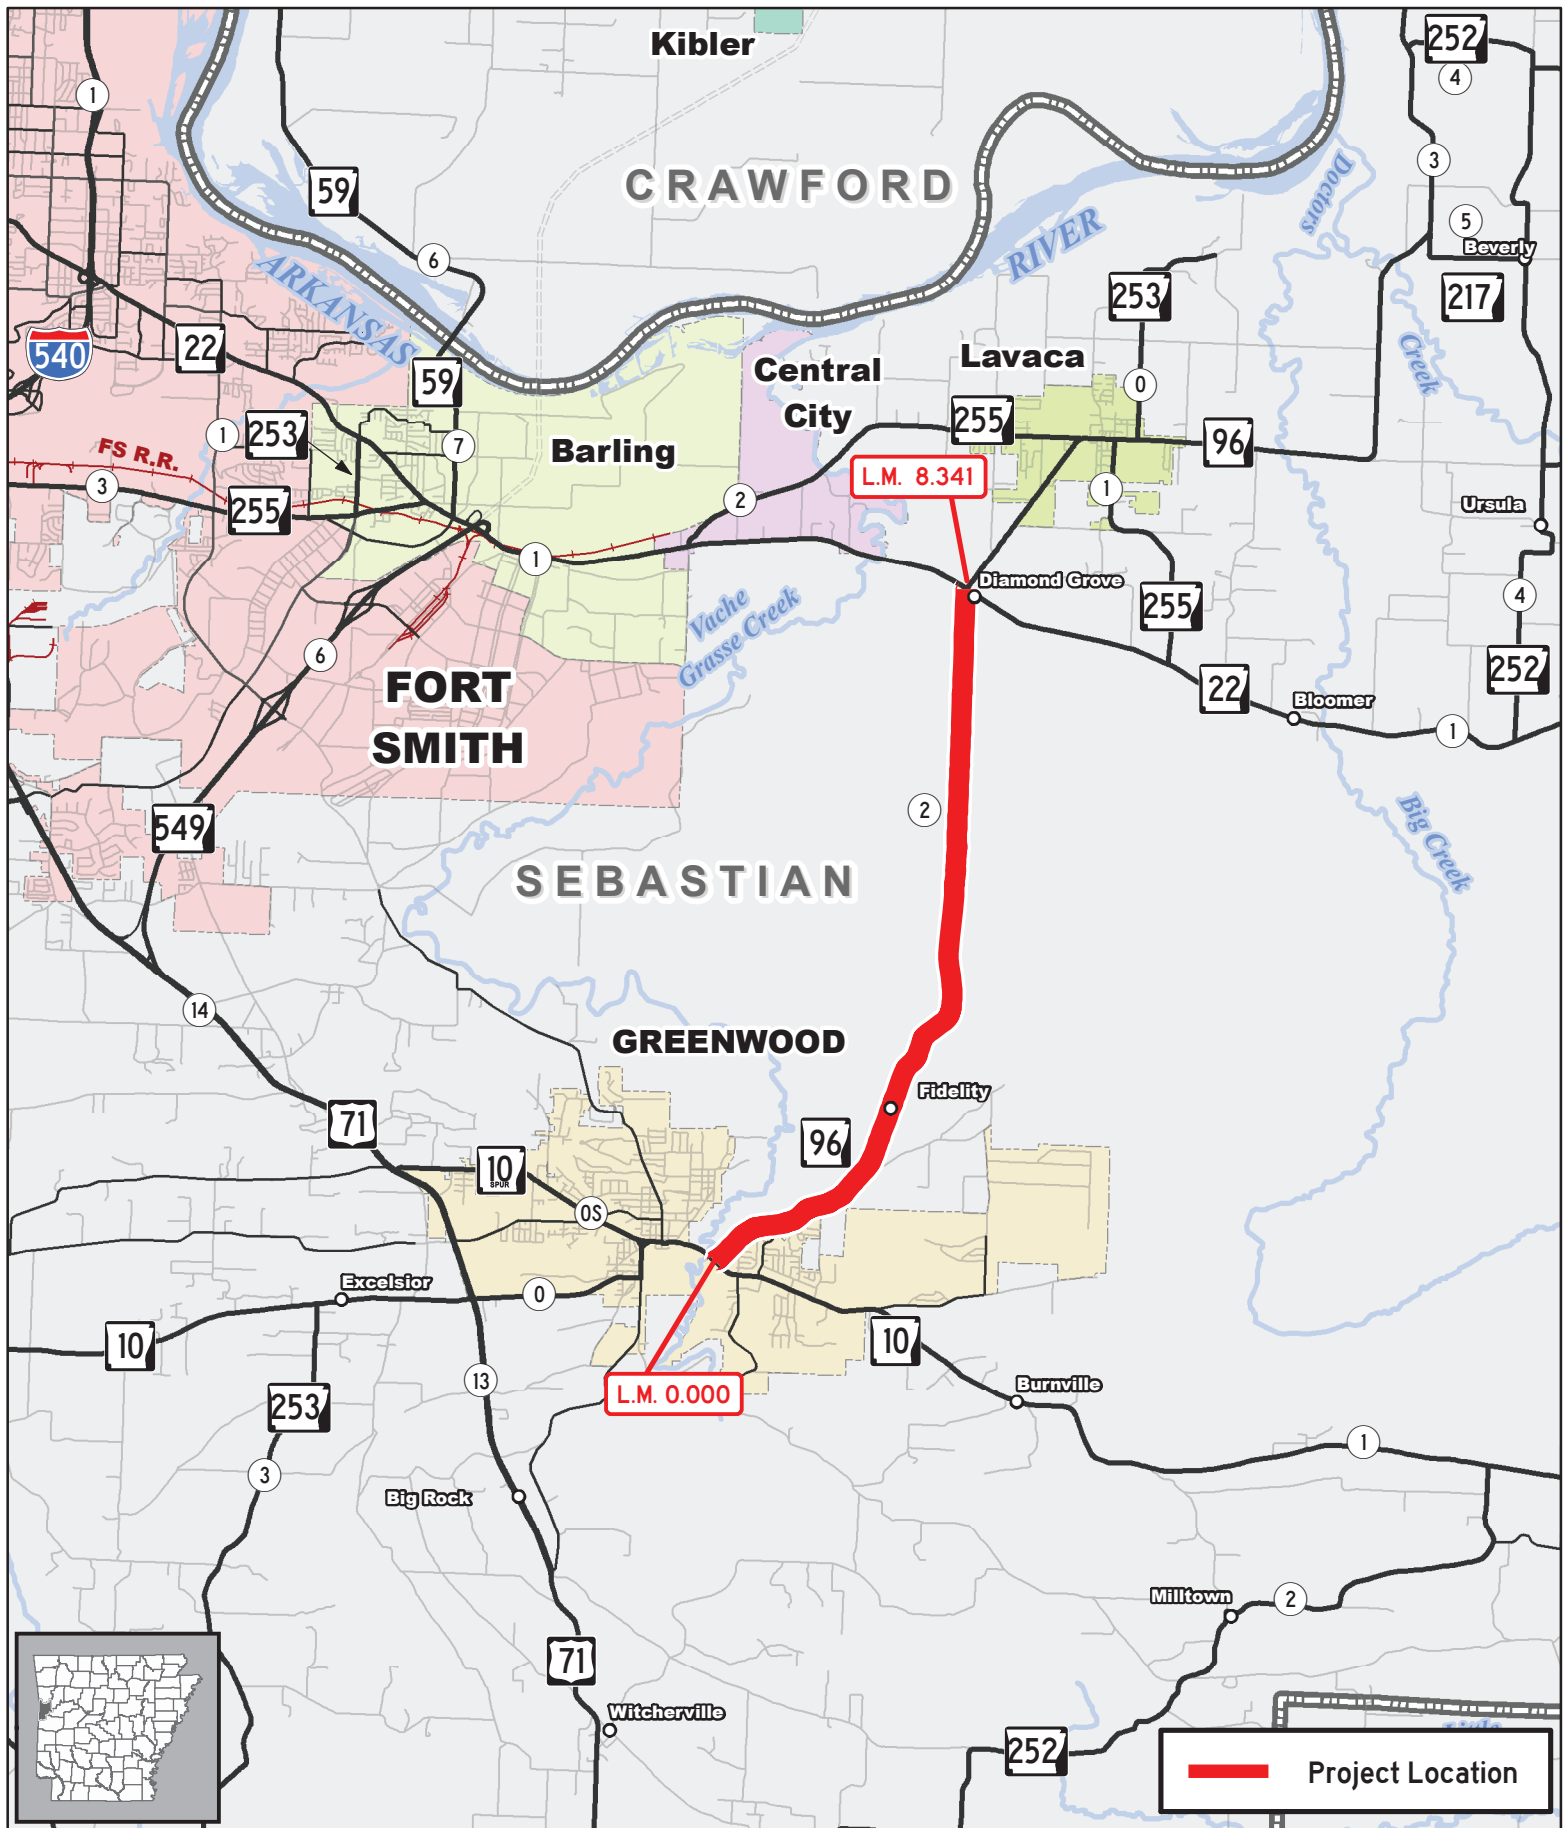 Kibler
252
4
1
3
Doctors
59
CRAWFORD
5
RIVER
Beverly
6
ARKANSAS
253
217
540
22
59
Central
City
Lavaca
Creek
0
255
1
253
7
Barling
96
FS R.R.
L.M. 8.341
3
1
2
255
Ursula
1
Diamond Grove
4
255
Vache
Grasse Creek
6
252
FORT
SMITH
22
Bloomer
1
2
549
Big Creek
SEBASTIAN
14
GREENWOOD
Fidelity
71
96
10
SPUR
0S
Excelsior
0
10
10
13
Burnville
L.M. 0.000
253
1
3
Big Rock
Milltown
2
71
Witcherville
Little
252
Project Location